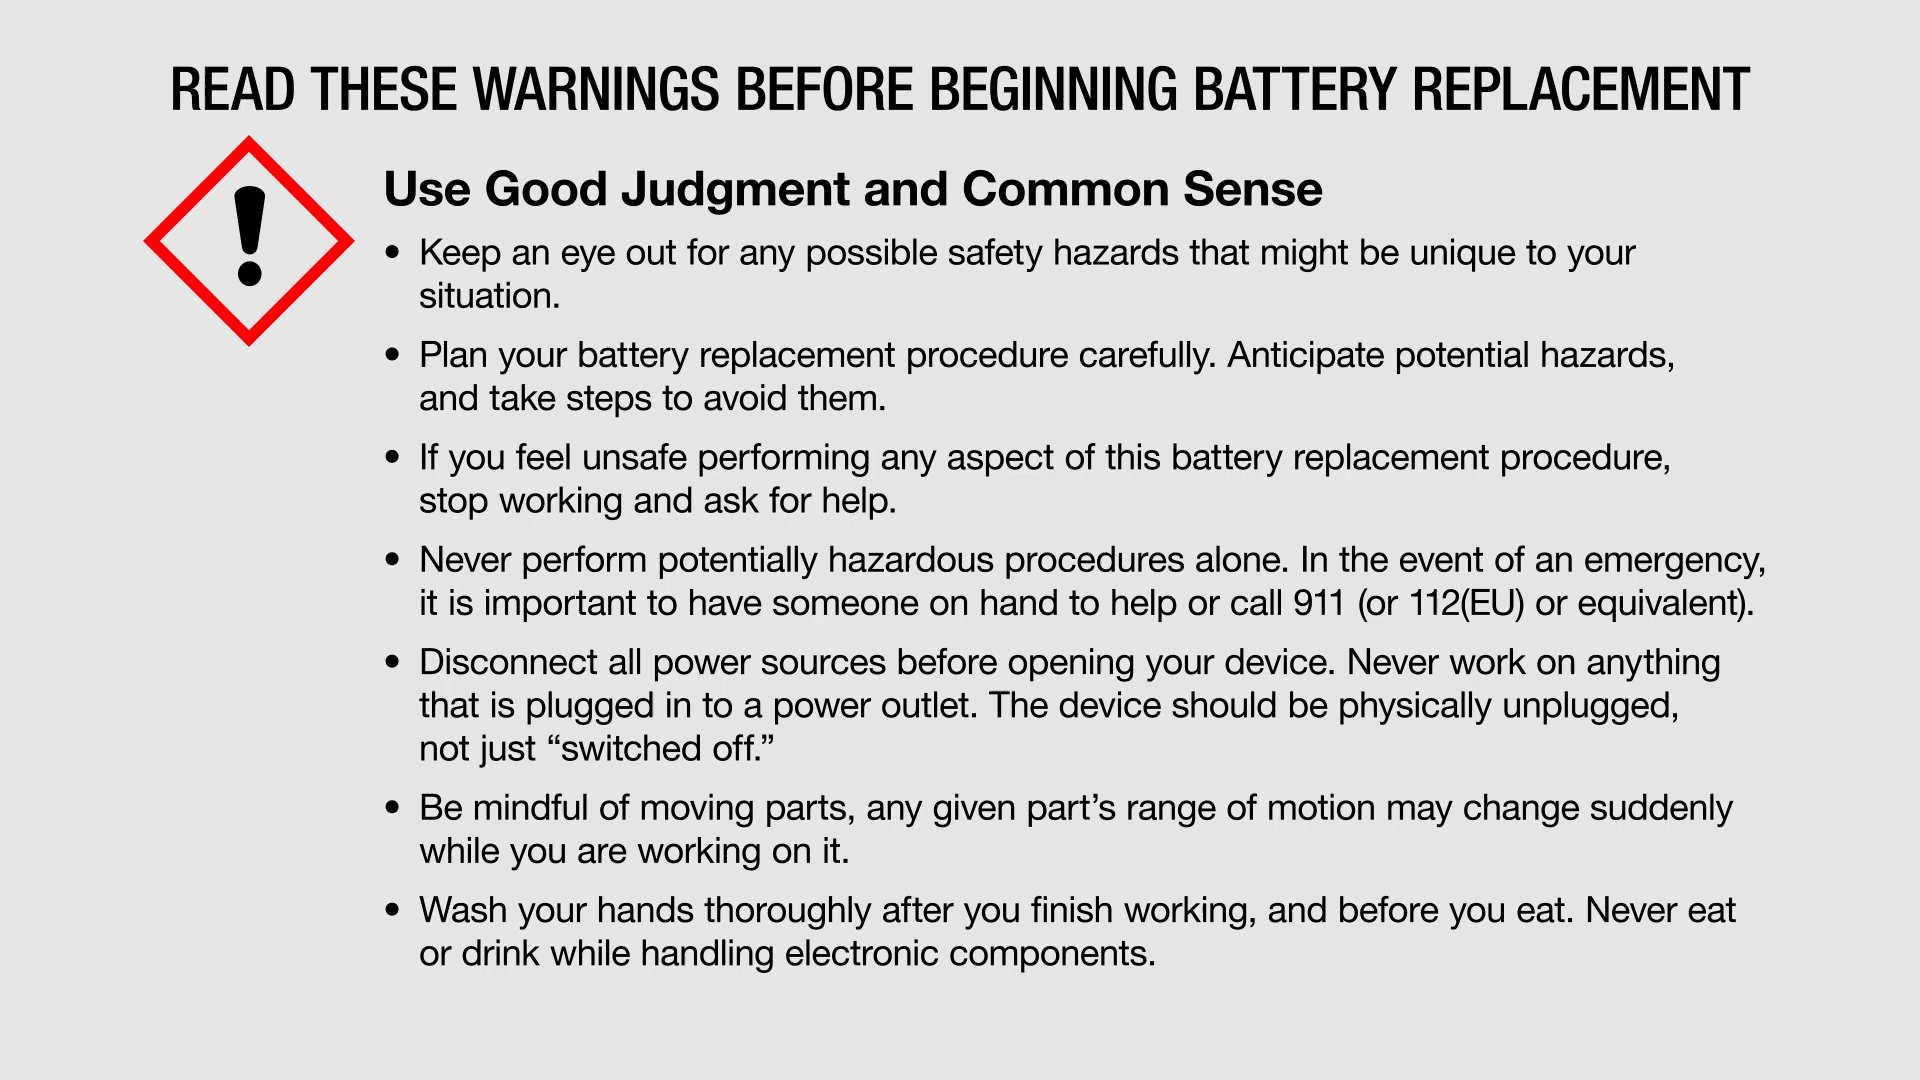 READ THESE WARNINGS BEFORE BEGINNING BATTERY REPLACEMENT
Use Good Judgment and Common Sense
• Keep an eye out for any possible safety hazards that might be unique to your
situation.
• Plan your battery replacement procedure carefully. Anticipate potential hazards,
and take steps to avoid them.
• If you feel unsafe performing any aspect of this battery replacement procedure,
stop working and ask for help.
• Never perform potentially hazardous procedures alone. In the event of an emergency,
it is important to have someone on hand to help or call 911 (or 112(EU) or equivalent).
• Disconnect all power sources before opening your device. Never work on anything
that is plugged in to a power outlet. The device should be physically unplugged,
not just “switched off.”
• Be mindful of moving parts, any given part’s range of motion may change suddenly
while you are working on it.
• Wash your hands thoroughly after you finish working, and before you eat. Never eat
or drink while handling electronic components.